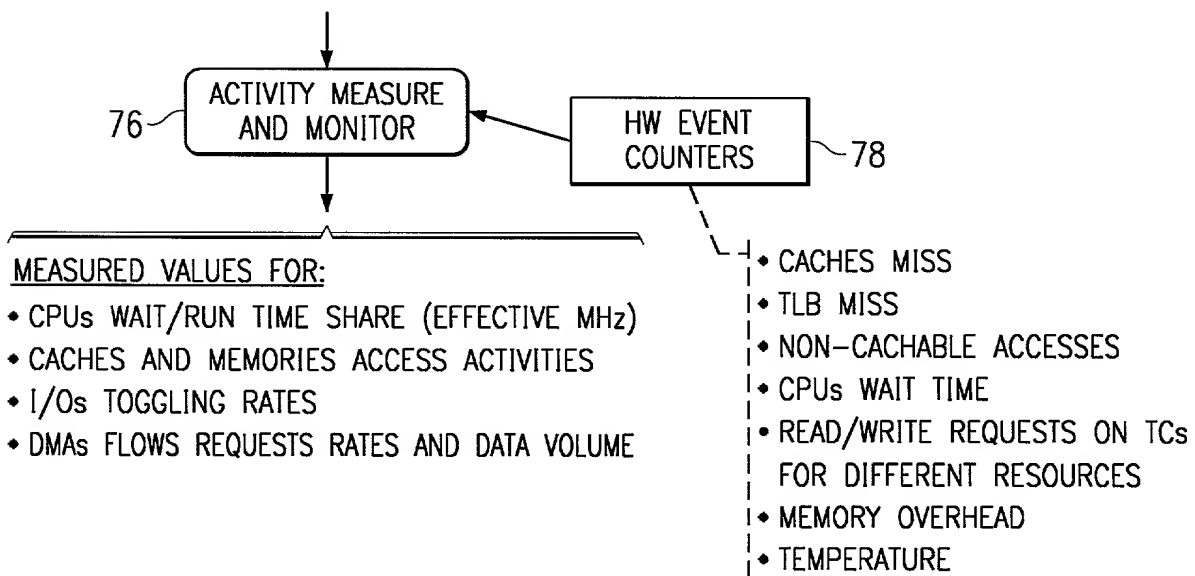 ACTIVITY MEASURE
AND MONITOR
76
HW EVENT
COUNTERS
78
MEASURED VALUES FOR:
• CPUs WAIT/RUN TIME SHARE (EFFECTIVE MHz)
• CACHES AND MEMORIES ACCESS ACTIVITIES
• I/Os TOGGLING RATES
• DMAs FLOWS REQUESTS RATES AND DATA VOLUME
• CACHES MISS
• TLB MISS
• NON-CACHABLE ACCESSES
• CPUs WAIT TIME
• READ/WRITE REQUESTS ON TCs
FOR DIFFERENT RESOURCES
• MEMORY OVERHEAD
• TEMPERATURE